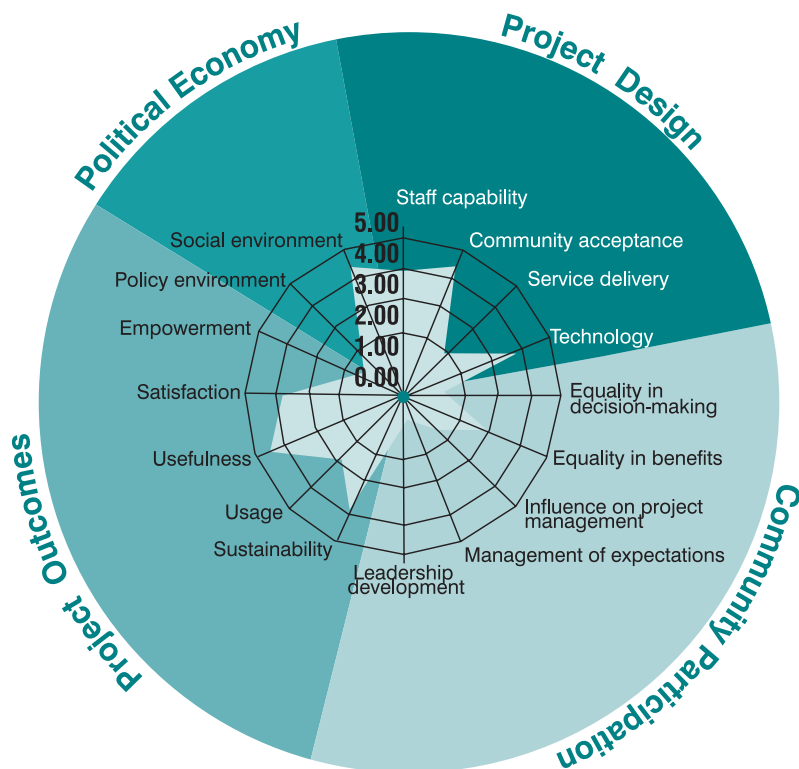 Political Economy
Project Design
Staff capability
5.00
4.00
3.00
2.00
1.00
0.00
Social environment
Community acceptance
Policy environment
Service delivery
Empowerment
Technology
Satisfaction
Equality in
decision-making
Usefulness
Equality in benefits
Usage
Influence on project
management
Sustainability
Management of expectations
Leadership
development
Project Outcomes
Community Participation